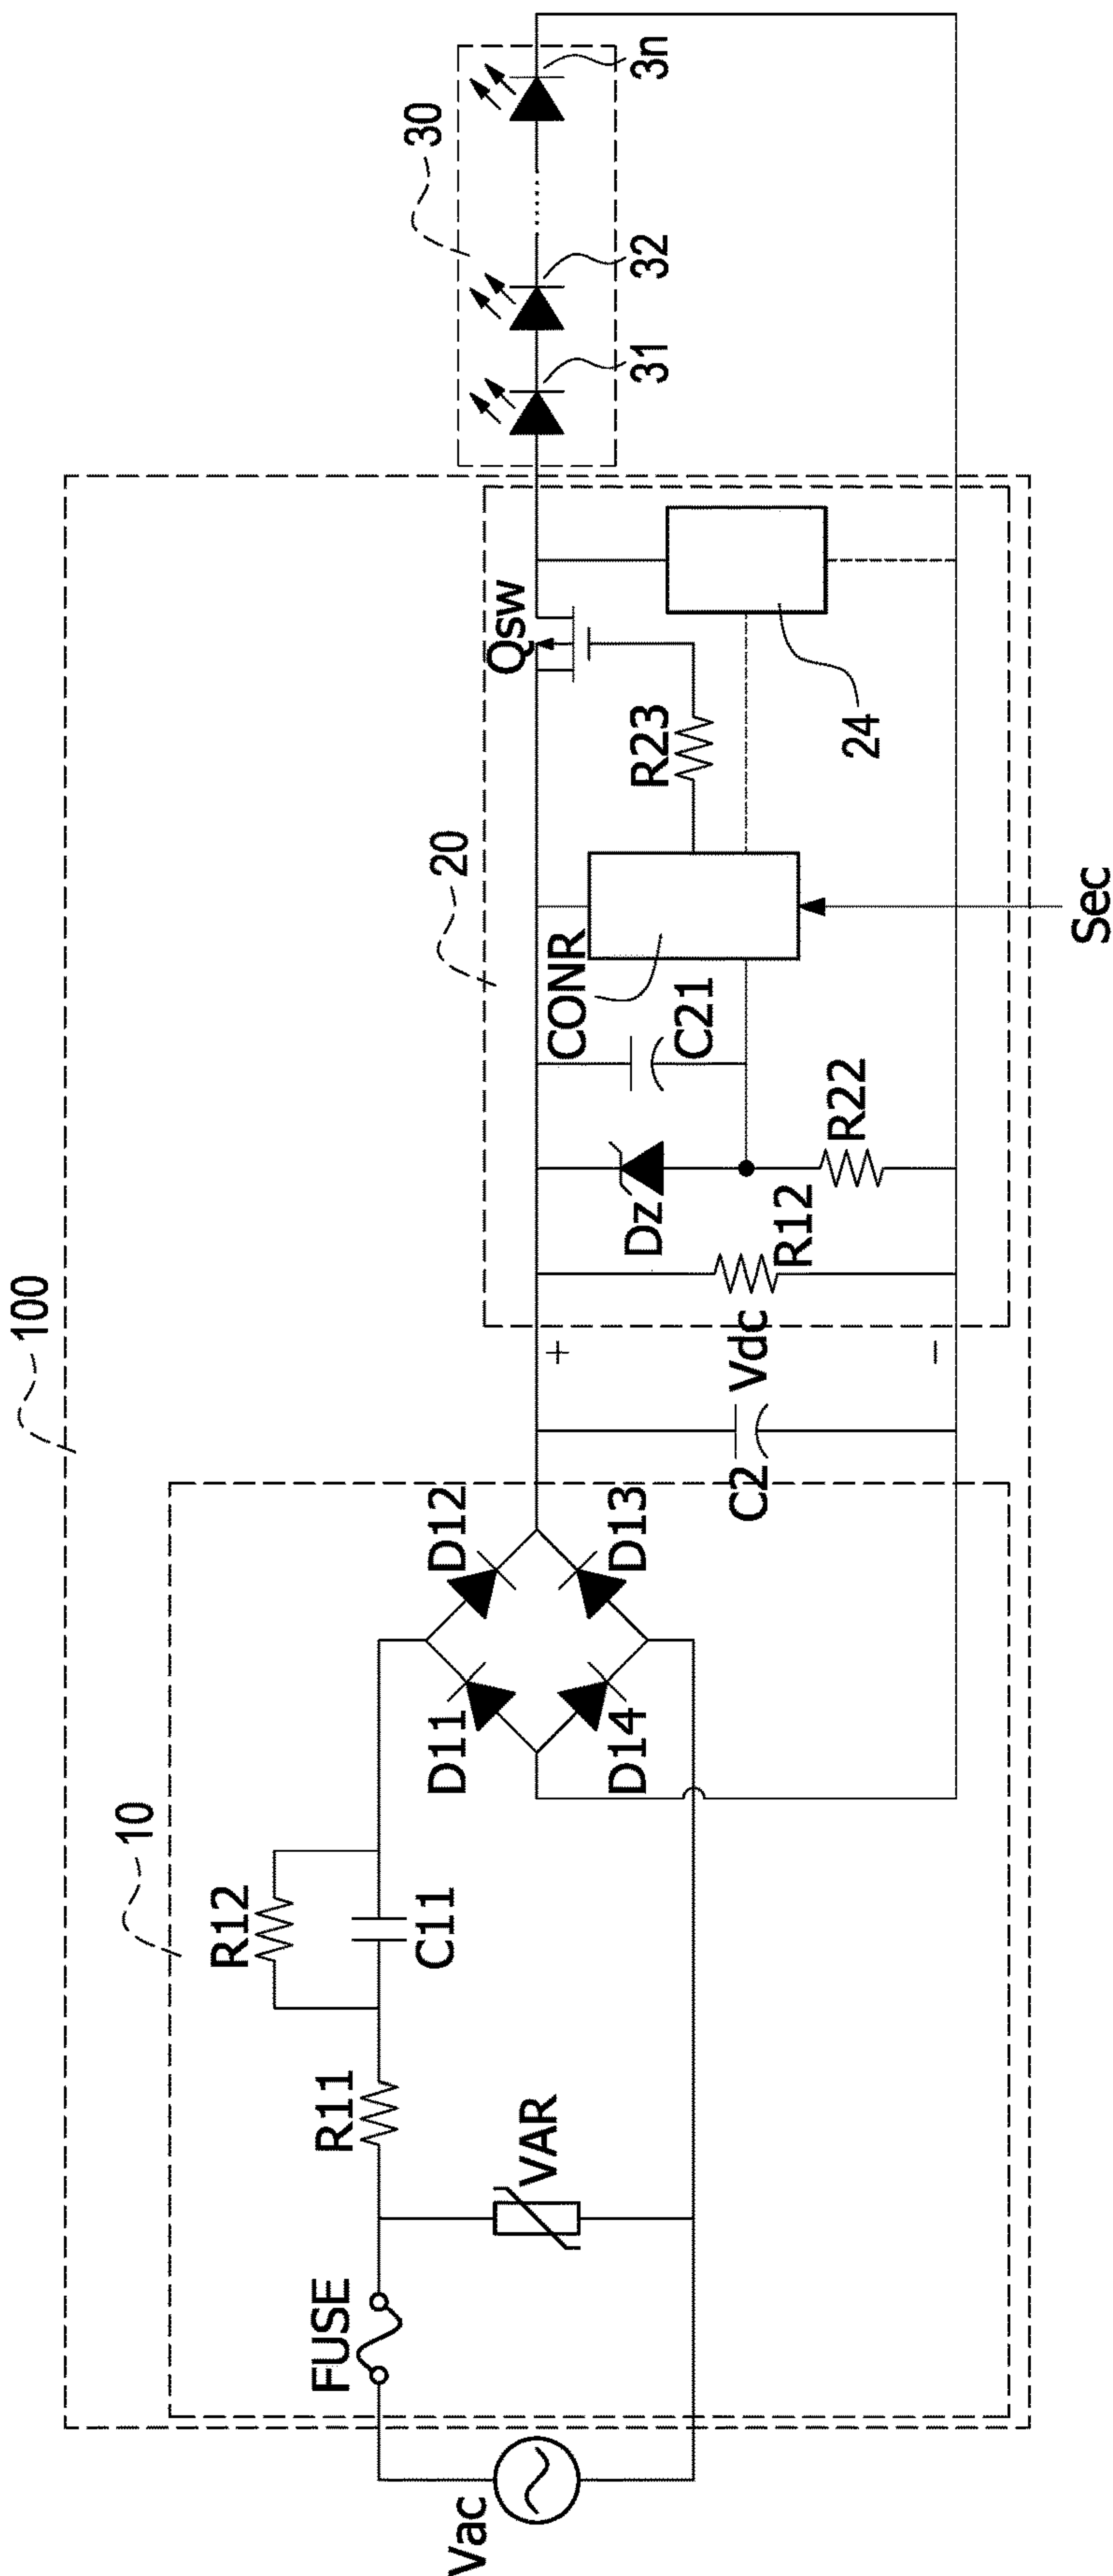 100
10
20
30
Vac
FUSE
VAR
R11
R12
C11
D11
D12
D14
D13
C2
+
Vdc
−
R12
Dz
R22
C21
CONR
Sec
R23
Qsw
24
31
32
3n